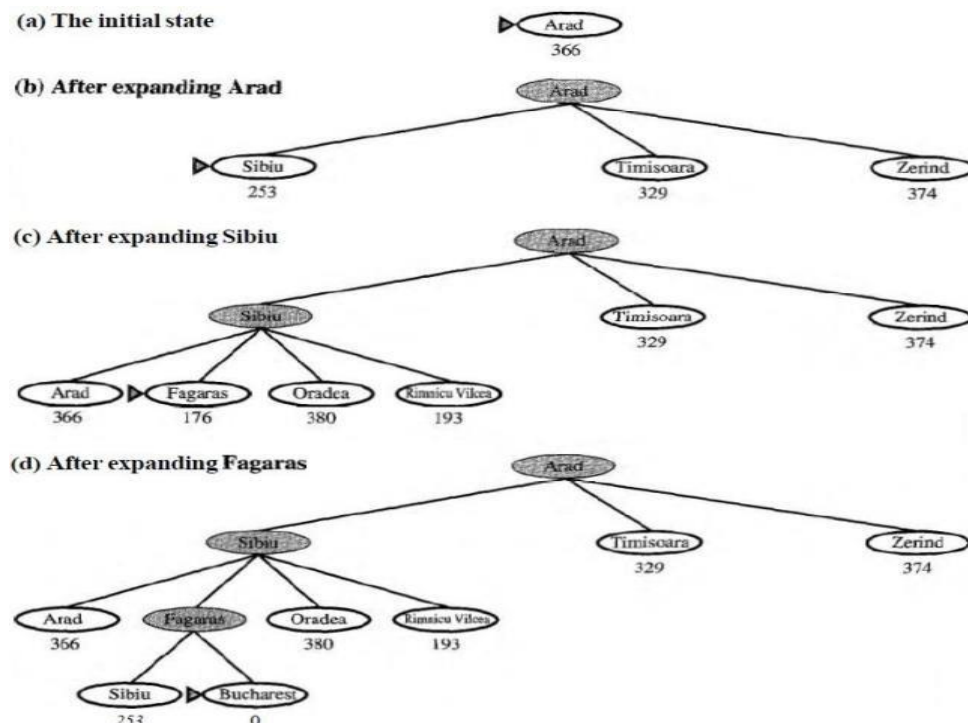 (a) The initial state
Arad
366
(b) After expanding Arad
Arad
Sibiu
Timisoara
Zerind
253
329
374
(c) After expanding Sibiu
Arad
Sibiu
Timisoara
Zerind
329
374
Arad
Fagaras
Oradea
Rimnicu Vilcea
366
176
380
193
(d) After expanding Fagaras
Arad
Sibiu
Timisoara
Zerind
329
374
Arad
Fagaras
Oradea
Rimnicu Vilcea
366
380
193
Sibiu
Bucharest
253
0